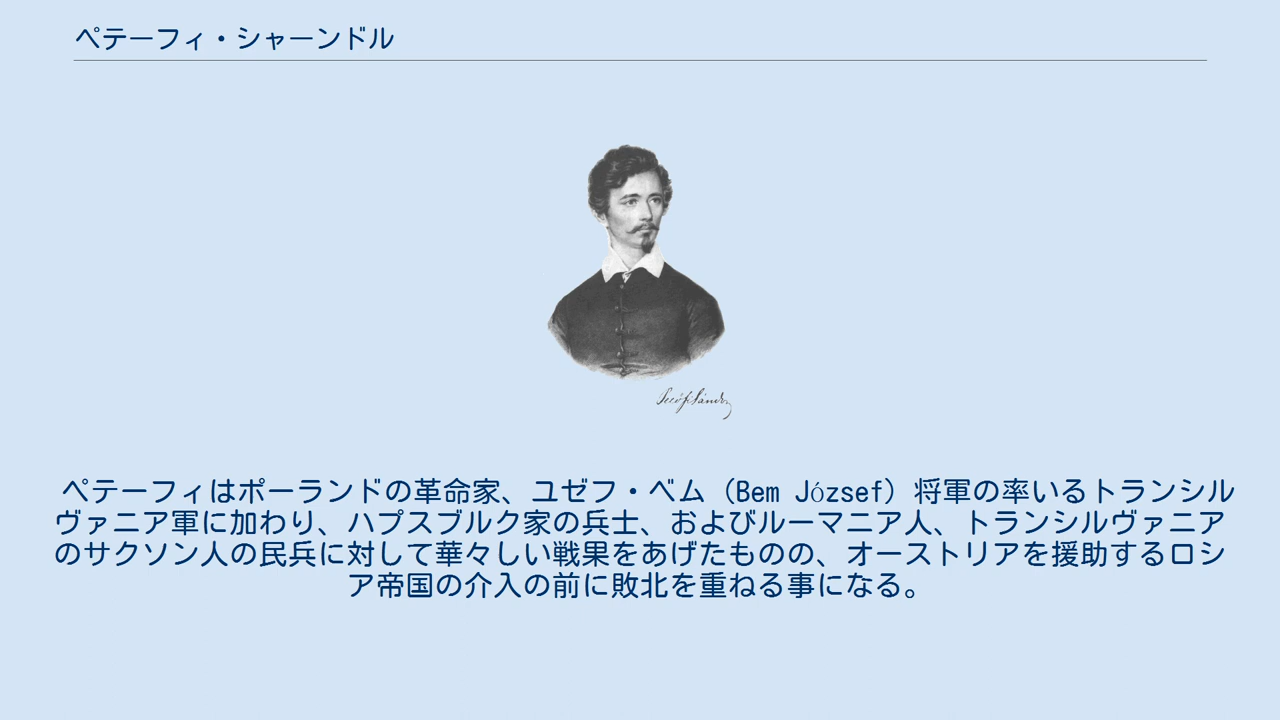 ペテーフィ・シャーンドル
Petőfi Sándor
ペテーフィはポーランドの革命家、ユゼフ・ベム（Bem József）将軍の率いるトランシル
ヴァニア軍に加わり、ハプスブルク家の兵士、およびルーマニア人、トランシルヴァニア
のサクソン人の民兵に対して華々しい戦果をあげたものの、オーストリアを援助するロシ
ア帝国の介入の前に敗北を重ねる事になる。